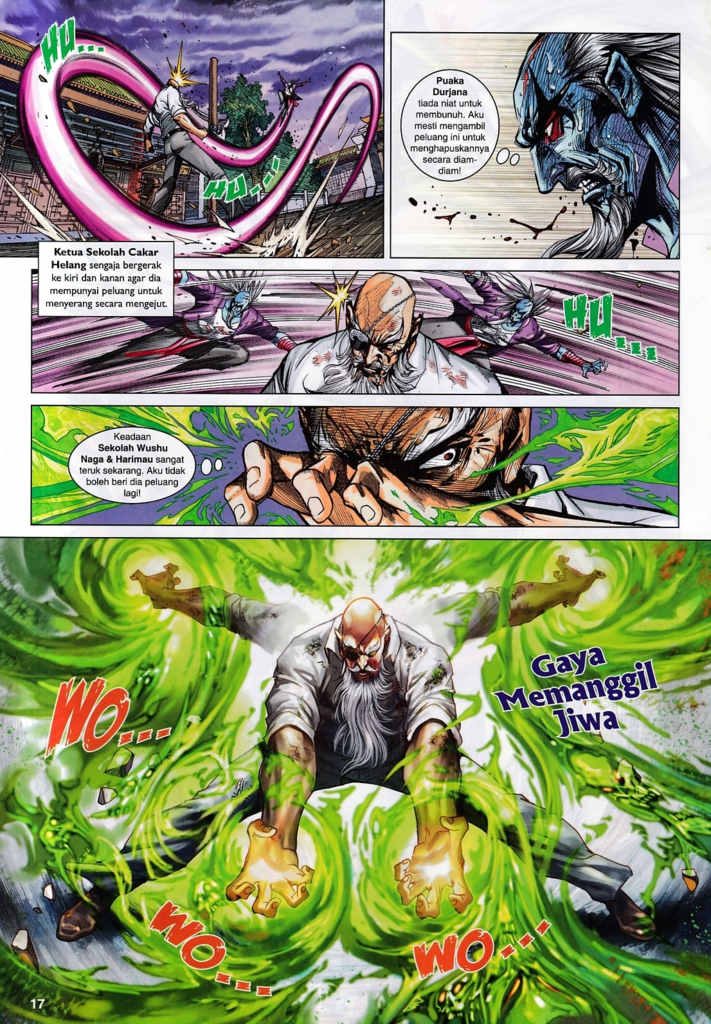 HU...
HU...
Puaka
Durjana
tiada niat untuk
membunuh. Aku
mesti mengambil
peluang ini untuk
menghapuskannya
secara diam-
diam!
Ketua Sekolah Cakar
Helang sengaja bergerak
ke kiri dan kanan agar dia
mempunyai peluang untuk
menyerang secara mengejut.
HU...
Keadaan
Sekolah Wushu
Naga & Harimau sangat
teruk sekarang. Aku tidak
boleh beri dia peluang
lagi!
Gaya
Memanggil
Jiwa
WO...
WO...
WO...
17